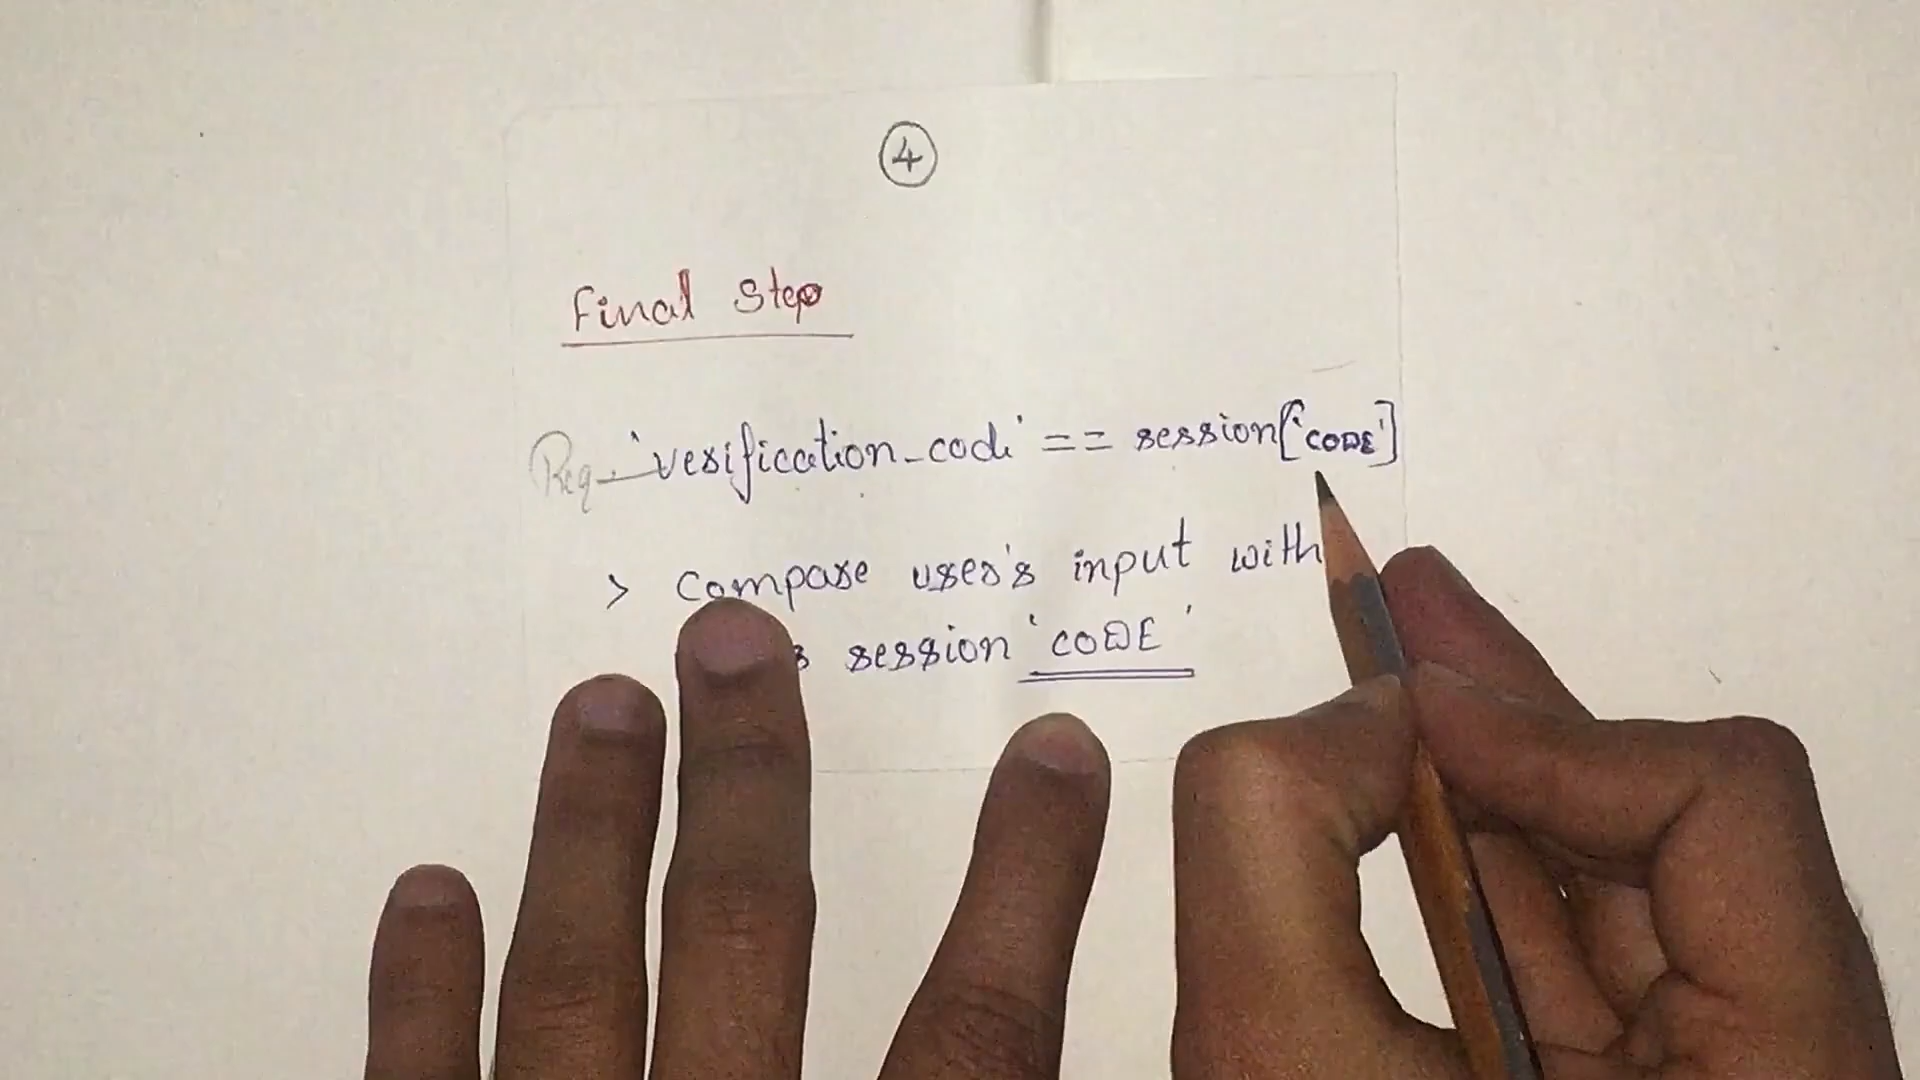 4
Final Step
Req 'verification_code' == session['CODE']
> Compare user's input with
session 'CODE'